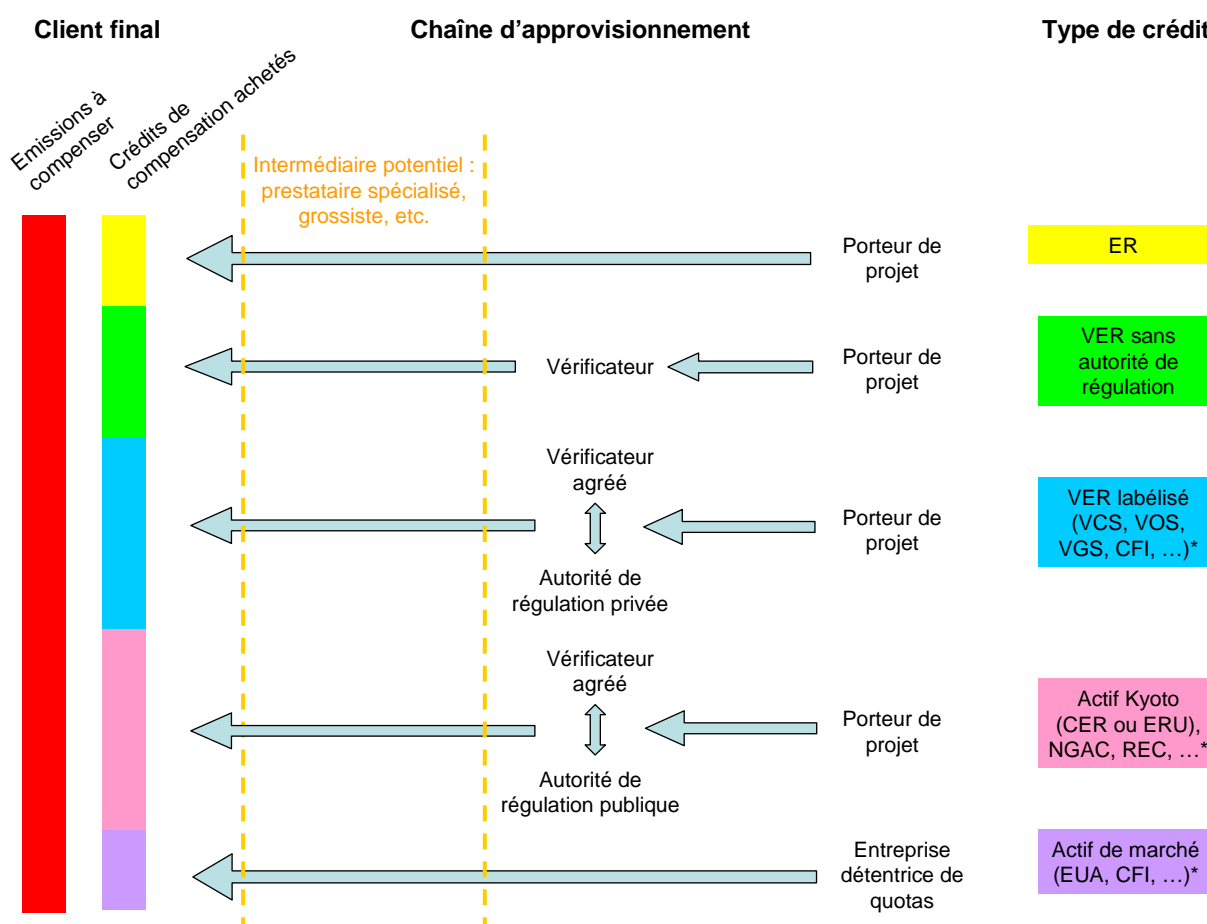 Client final
Chaîne d’approvisionnement
Type de crédit
Emissions à
compenser
Crédits de
compensation achetés
Intermédiaire potentiel :
prestataire spécialisé,
grossiste, etc.
Porteur de
projet
ER
Vérificateur
Porteur de
projet
VER sans
autorité de
régulation
Vérificateur
agréé
Autorité de
régulation privée
Porteur de
projet
VER labélisé
(VCS, VOS,
VGS, CFI, …)*
Vérificateur
agréé
Autorité de
régulation publique
Porteur de
projet
Actif Kyoto
(CER ou ERU),
NGAC, REC, …*
Entreprise
détentrice de
quotas
Actif de marché
(EUA, CFI, …)*